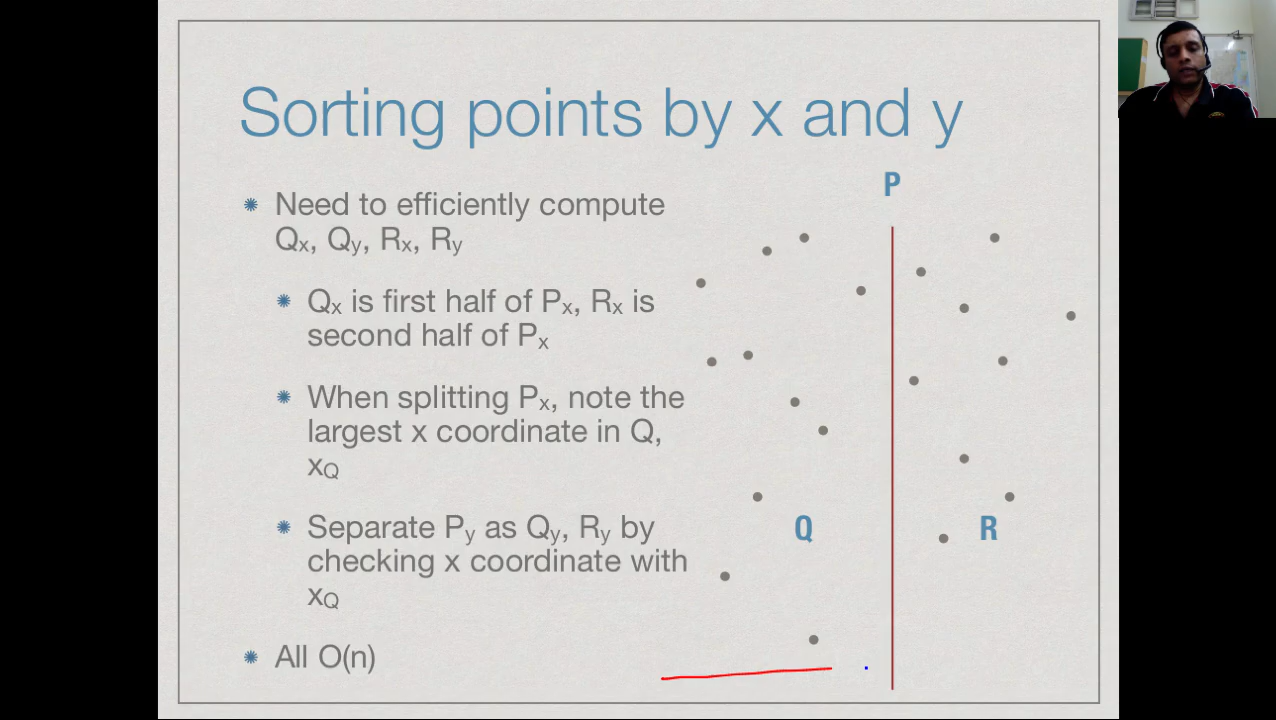 Sorting points by x and y
Need to efficiently compute
Qx, Qy, Rx, Ry
Qx is first half of Px, Rx is
second half of Px
When splitting Px, note the
largest x coordinate in Q,
xQ
Separate Py as Qy, Ry by
checking x coordinate with
xQ
All O(n)
P
Q
R